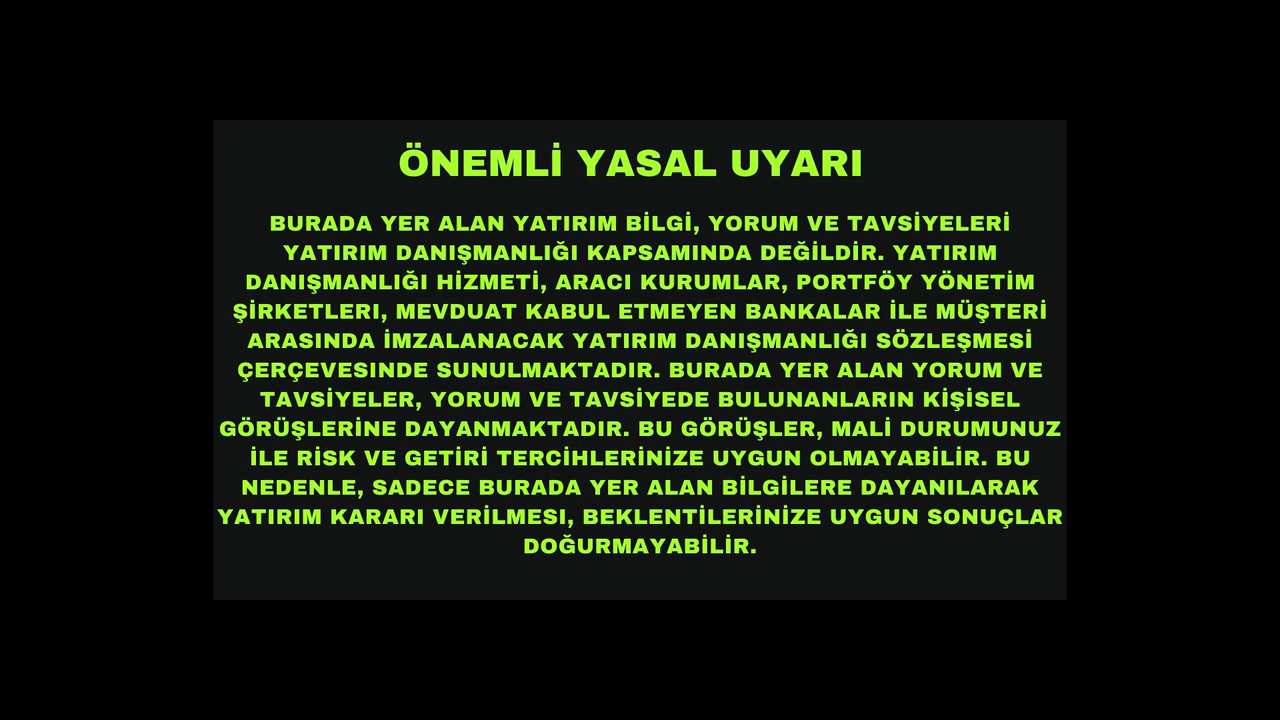 ÖNEMLİ YASAL UYARI
BURADA YER ALAN YATIRIM BİLGİ, YORUM VE TAVSİYELERİ
YATIRIM DANIŞMANLIĞI KAPSAMINDA DEĞİLDİR. YATIRIM
DANIŞMANLIĞI HİZMETİ, ARACI KURUMLAR, PORTFÖY YÖNETİM
ŞİRKETLERI, MEVDUAT KABUL ETMEYEN BANKALAR İLE MÜŞTERİ
ARASINDA İMZALANACAK YATIRIM DANIŞMANLIĞI SÖZLEŞMESİ
ÇERÇEVESINDE SUNULMAKTADIR. BURADA YER ALAN YORUM VE
TAVSİYELER, YORUM VE TAVSİYEDE BULUNANLARIN KİŞİSEL
GÖRÜŞLERİNE DAYANMAKTADIR. BU GÖRÜŞLER, MALİ DURUMUNUZ
İLE RİSK VE GETİRİ TERCİHLERİNİZE UYGUN OLMAYABİLİR. BU
NEDENLE, SADECE BURADA YER ALAN BİLGİLERE DAYANILARAK
YATIRIM KARARI VERİLMESI, BEKLENTİLERİNİZE UYGUN SONUÇLAR
DOĞURMAYABİLİR.